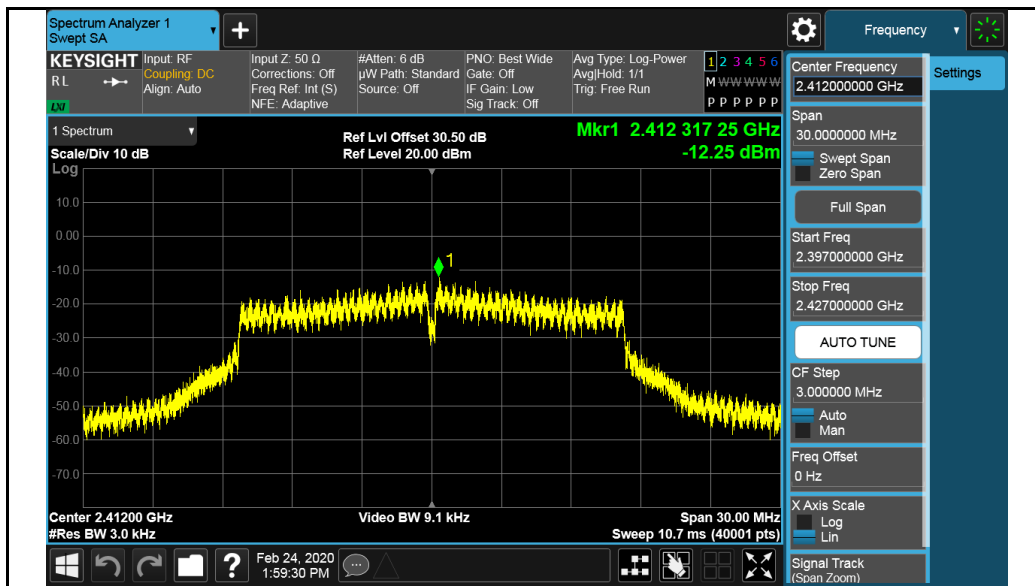 Spectrum Analyzer 1
Swept SA
+
Frequency
KEYSIGHT
R L
LXI
Input: RF
Coupling: DC
Align: Auto
Input Z: 50 Ω
Corrections: Off
Freq Ref: Int (S)
NFE: Adaptive
#Atten: 6 dB
µW Path: Standard
Source: Off
PNO: Best Wide
Gate: Off
IF Gain: Low
Sig Track: Off
Avg Type: Log-Power
Avg|Hold: 1/1
Trig: Free Run
1 2 3 4 5 6
M W W W W W
P P P P P P
1 Spectrum
Scale/Div 10 dB
Log
Ref Lvl Offset 30.50 dB
Ref Level 20.00 dBm
Mkr1 2.412 317 25 GHz
-12.25 dBm
10.0
0.00
-10.0
-20.0
-30.0
-40.0
-50.0
-60.0
-70.0
1
Center 2.41200 GHz
#Res BW 3.0 kHz
Video BW 9.1 kHz
Span 30.00 MHz
Sweep 10.7 ms (40001 pts)
Center Frequency
2.412000000 GHz
Span
30.0000000 MHz
Swept Span
Zero Span
Full Span
Start Freq
2.397000000 GHz
Stop Freq
2.427000000 GHz
AUTO TUNE
CF Step
3.000000 MHz
Auto
Man
Freq Offset
0 Hz
X Axis Scale
Log
Lin
Signal Track
(Span Zoom)
Settings
?
Feb 24, 2020
1:59:30 PM